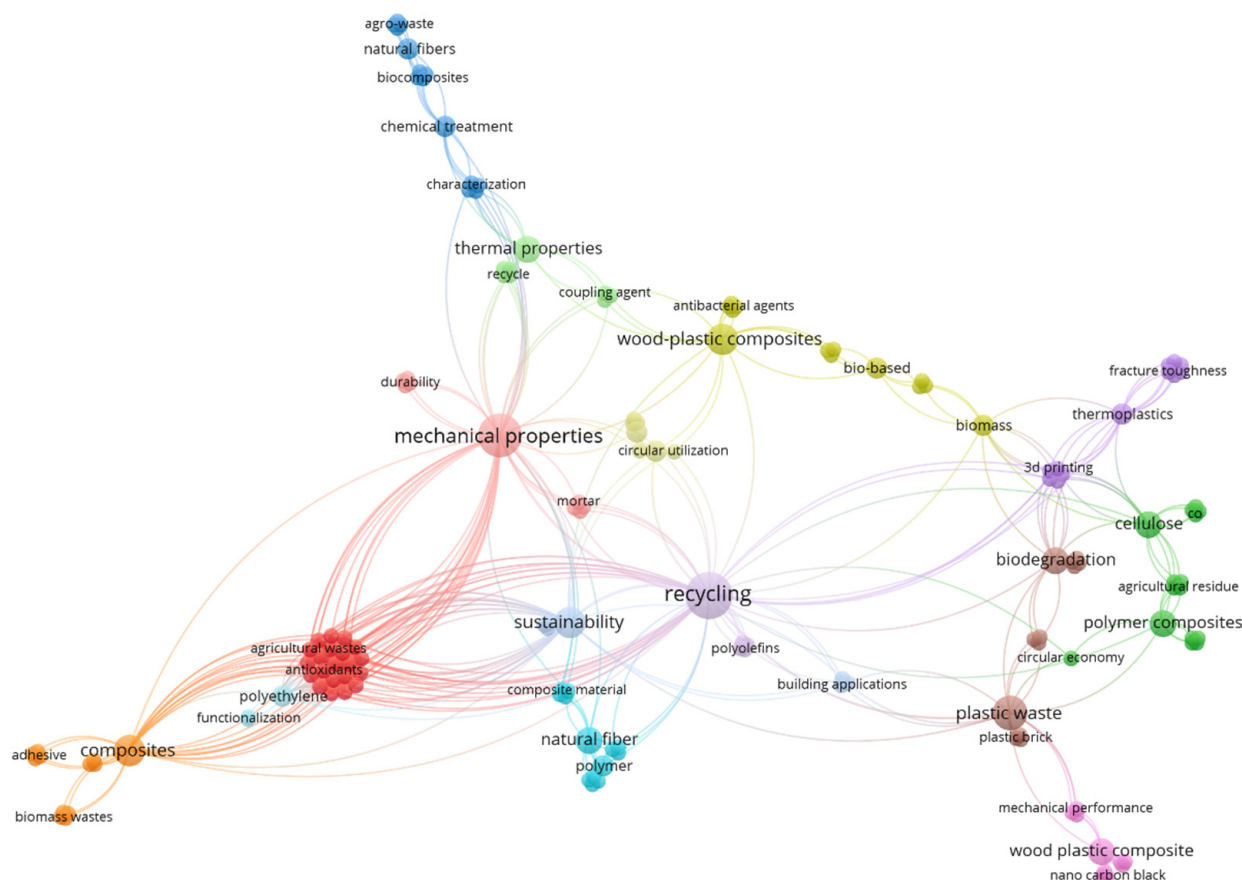 agro-waste
natural fibers
biocomposites
chemical treatment
characterization
thermal properties
recycle
coupling agent
antibacterial agents
wood-plastic composites
bio-based
fracture toughness
durability
thermoplastics
biomass
mechanical properties
circular utilization
3d printing
mortar
co
cellulose
biodegradation
agricultural residue
recycling
sustainability
polymer composites
agricultural wastes
polyolefins
circular economy
antioxidants
building applications
composite material
polyethylene
plastic waste
functionalization
plastic brick
natural fiber
composites
adhesive
polymer
mechanical performance
biomass wastes
wood plastic composite
nano carbon black